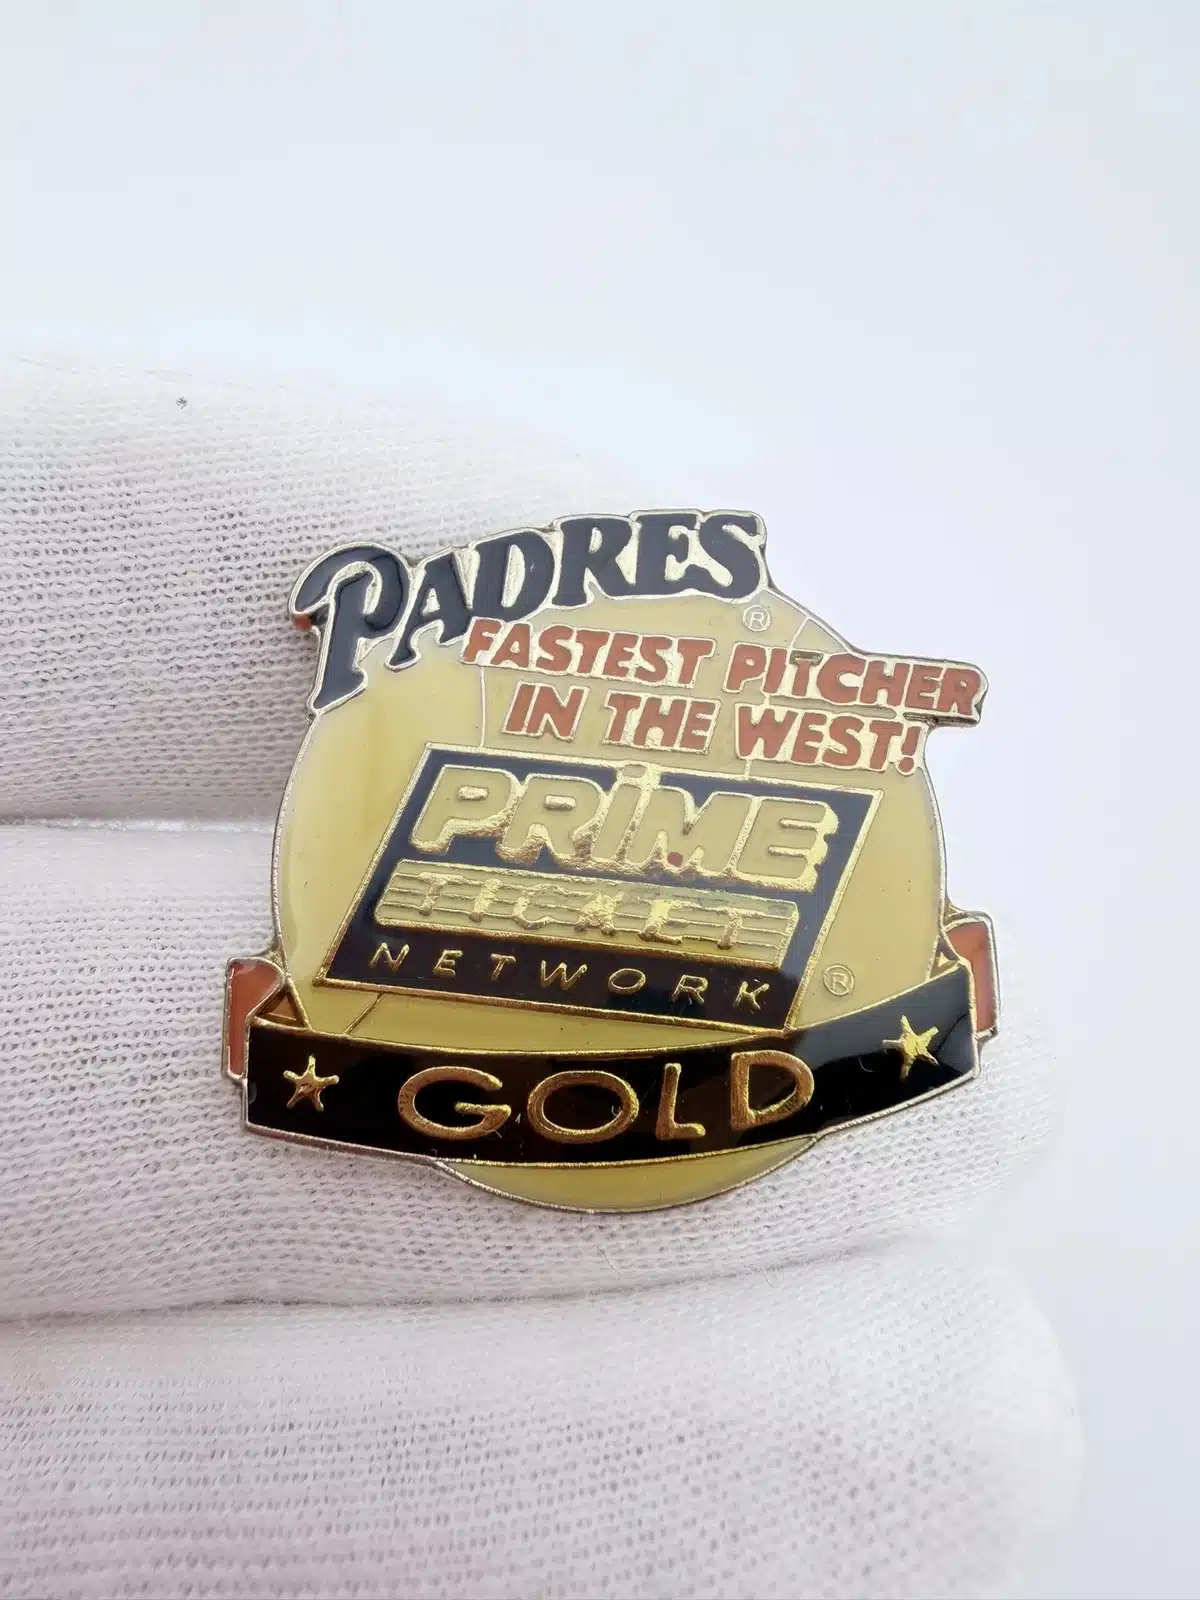 PADRES®
FASTEST PITCHER
IN THE WEST!
PRiME
TICKET
NETWORK ®
GOLD